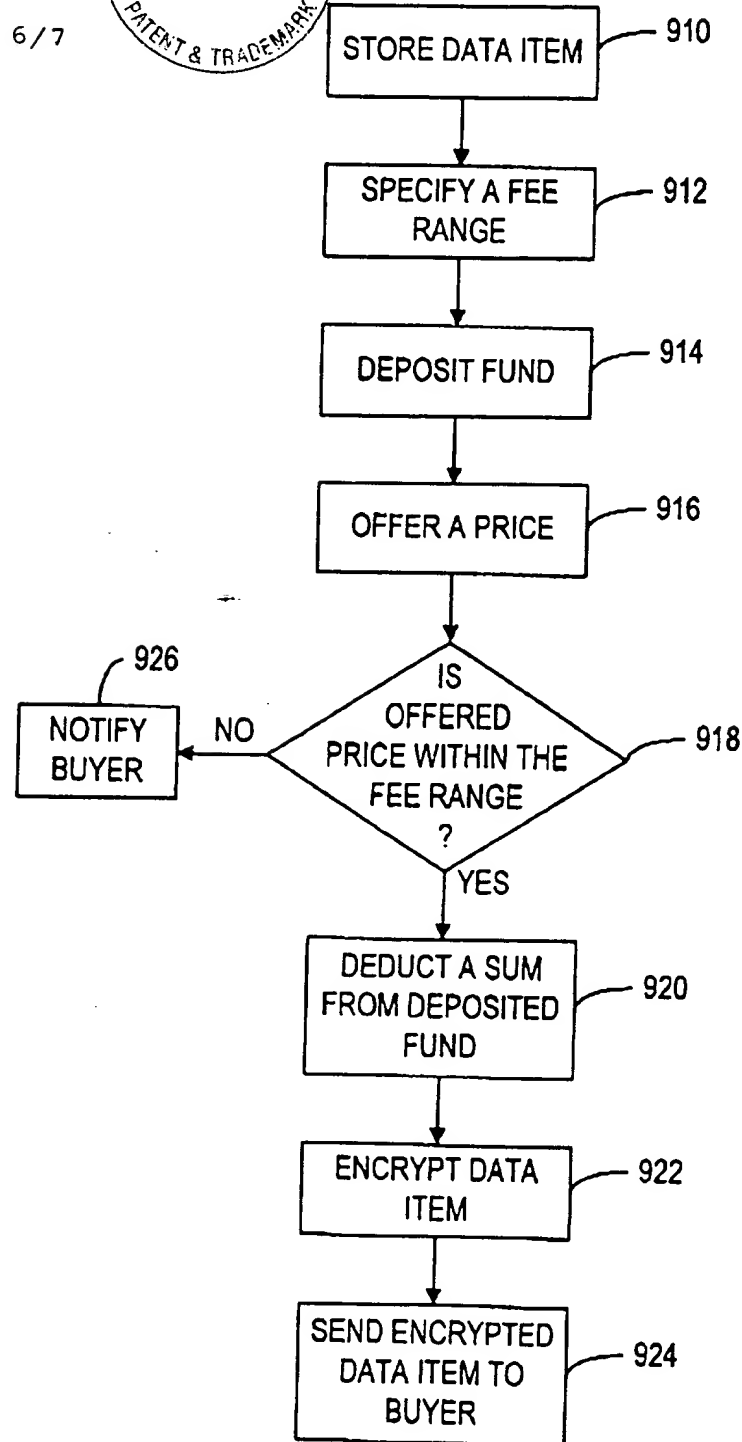 6/7
PATENT & TRADEMARK
STORE DATA ITEM
910
SPECIFY A FEE
RANGE
912
DEPOSIT FUND
914
OFFER A PRICE
916
IS
OFFERED
PRICE WITHIN THE
FEE RANGE
?
918
NO
926
NOTIFY
BUYER
YES
DEDUCT A SUM
FROM DEPOSITED
FUND
920
ENCRYPT DATA
ITEM
922
SEND ENCRYPTED
DATA ITEM TO
BUYER
924